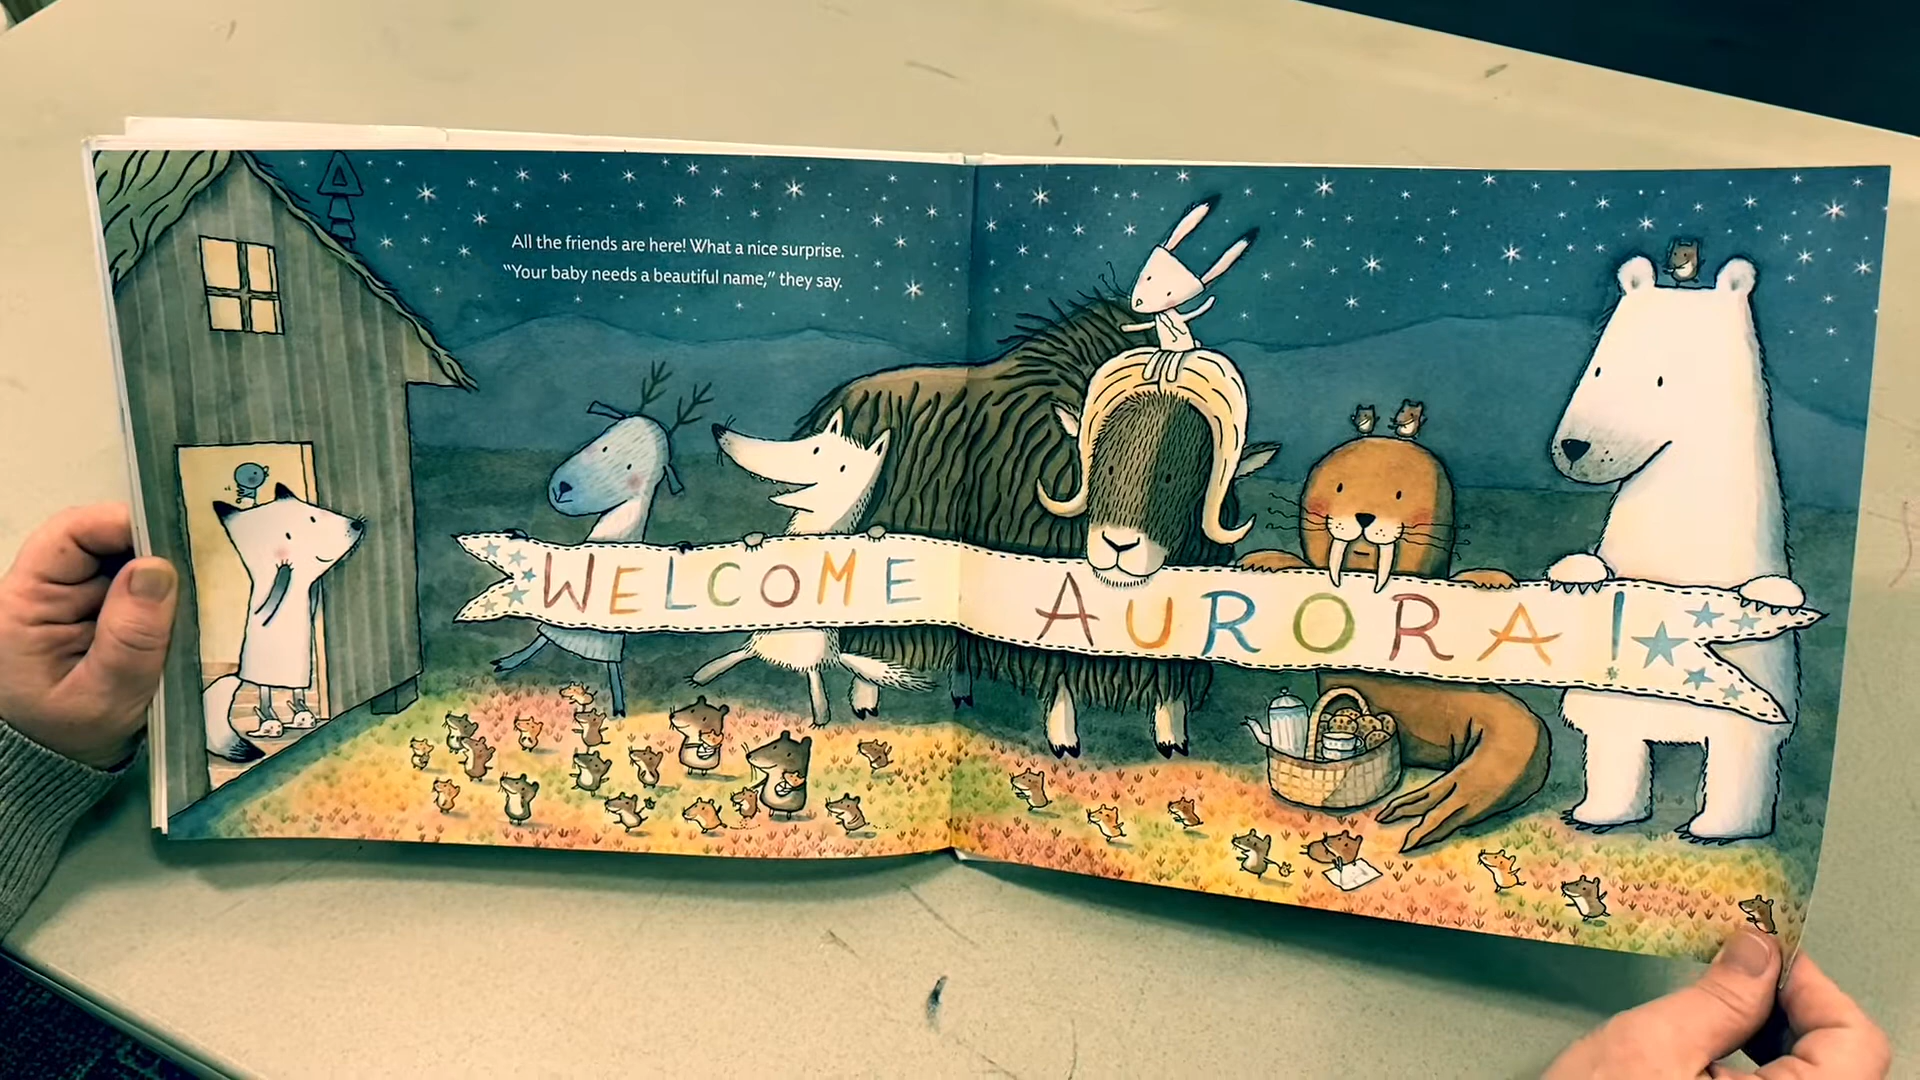 All the friends are here! What a nice surprise.
“Your baby needs a beautiful name,” they say.
WELCOME AURORA!